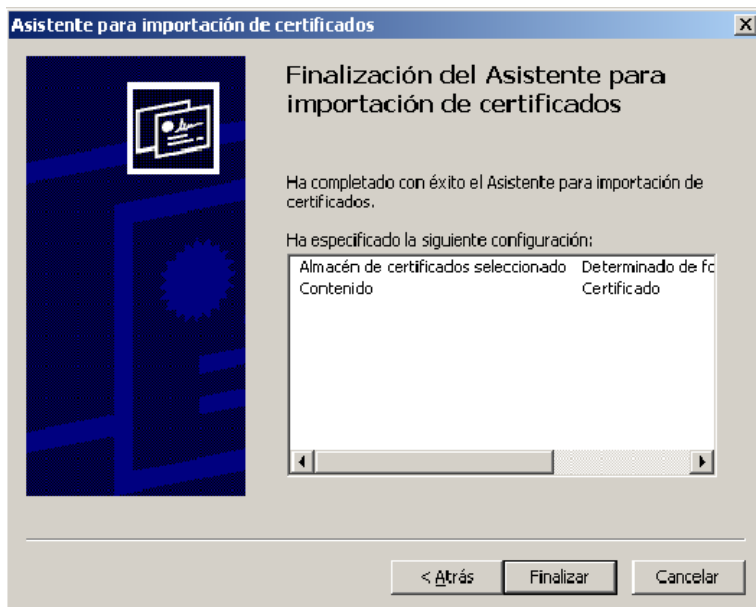 Asistente para importación de certificados
Finalización del Asistente para
importación de certificados
Ha completado con éxito el Asistente para importación de
certificados.
Ha especificado la siguiente configuración:
Almacén de certificados seleccionado Determinado de fo
Contenido Certificado
< Atrás Finalizar Cancelar